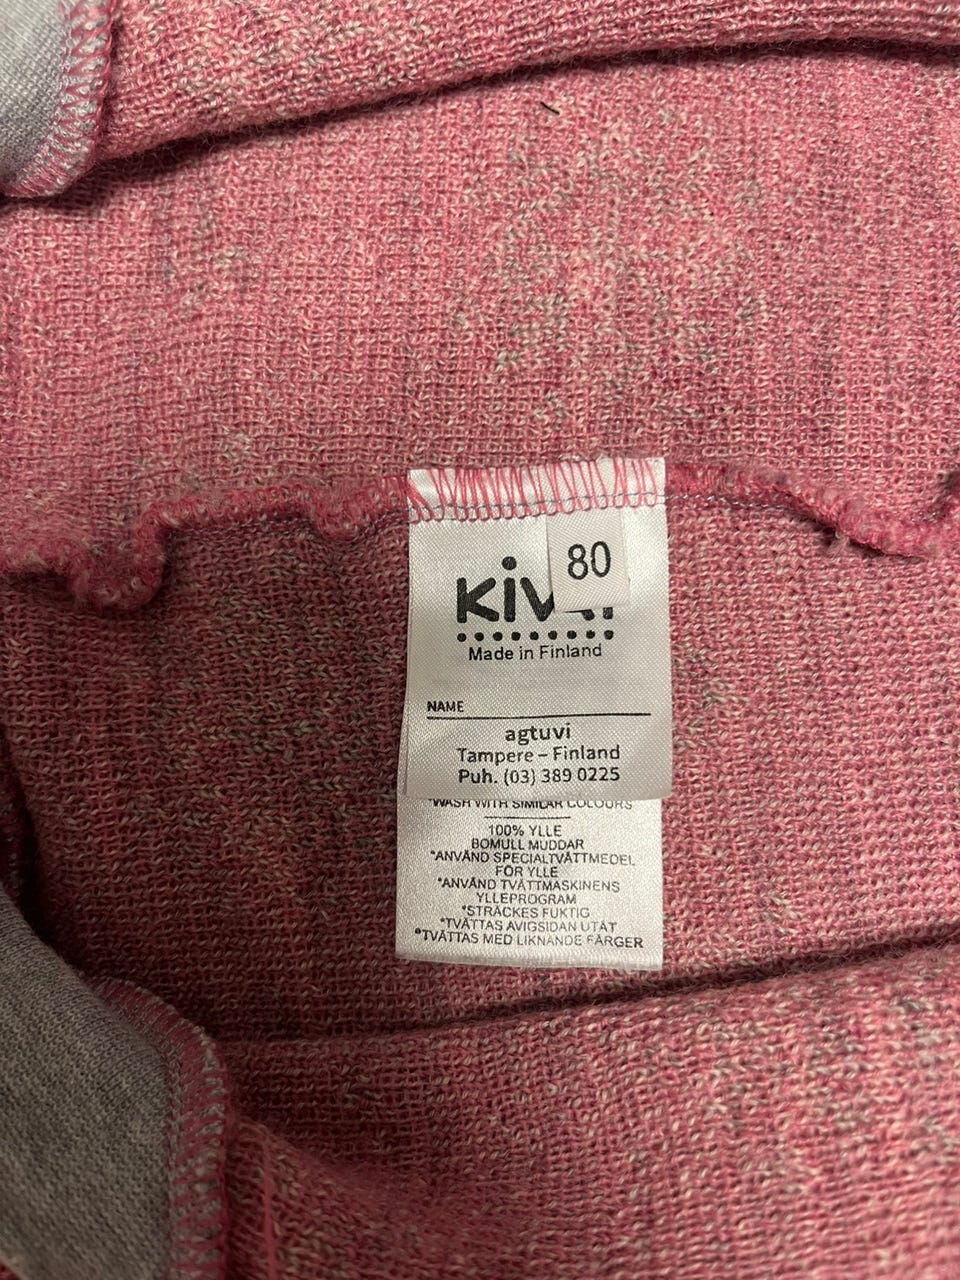 80
Made in Finland
NAME
agtuvi
Tampere – Finland
Puh. (03) 389 0225
*WASH WITH SIMILAR COLOURS
100% YLLE
BOMULL MUDDAR
*ANVÄND SPECIALTVÄTTMEDEL
FÖR YLLE
*ANVÄND TVÄTTMASKINENS
YLLEPROGRAM
*STRÄCKES FUKTIG
*TVÄTTAS AVIGSIDAN UTÅT
*TVÄTTAS MED LIKNANDE FÄRGER